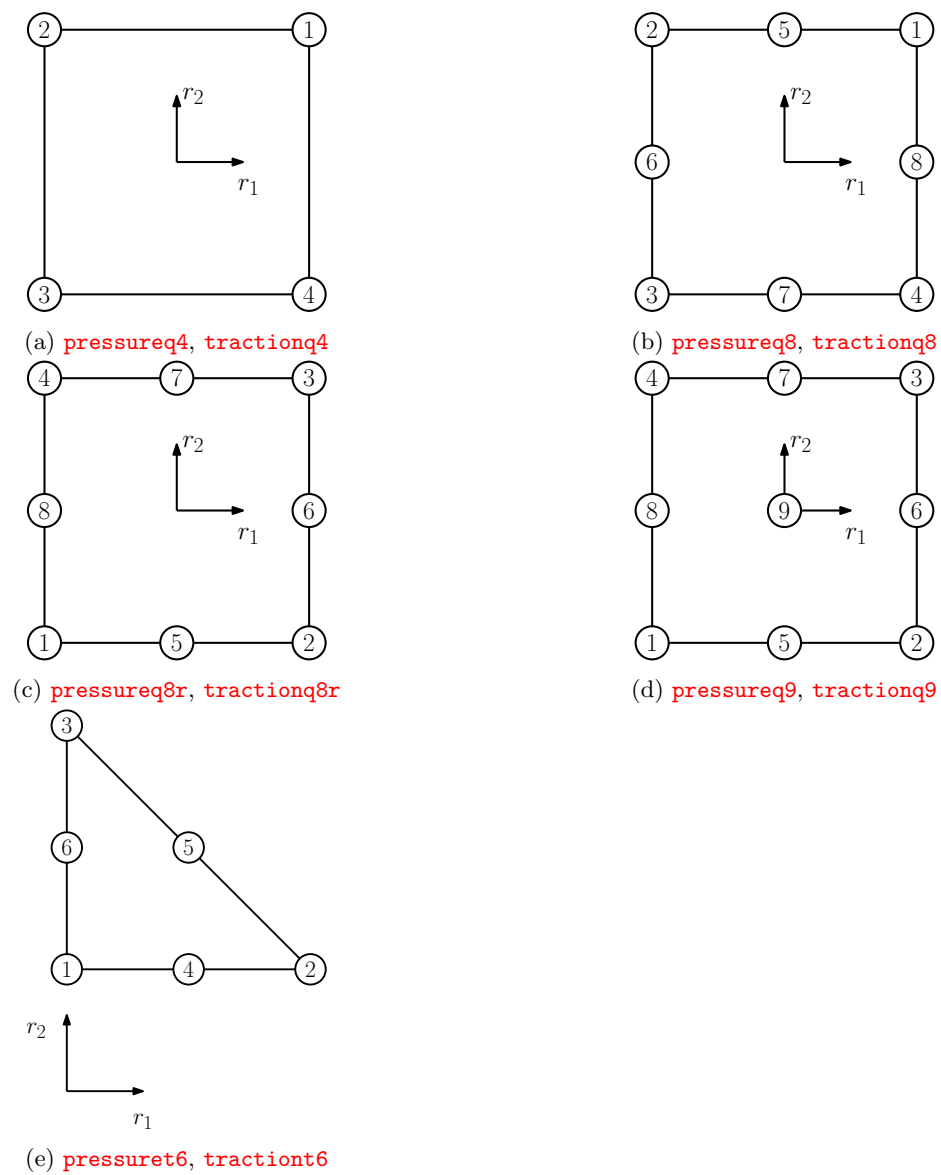 2 1
r2
r1
3 4
(a) pressureq4, tractionq4
2 5 1
r2
6 8
r1
3 7 4
(b) pressureq8, tractionq8
4 7 3
r2
8 6
r1
1 5 2
(c) pressureq8r, tractionq8r
4 7 3
r2
8 9 6
r1
1 5 2
(d) pressureq9, tractionq9
3
6 5
1 4 2
r2
r1
(e) pressuret6, tractiont6